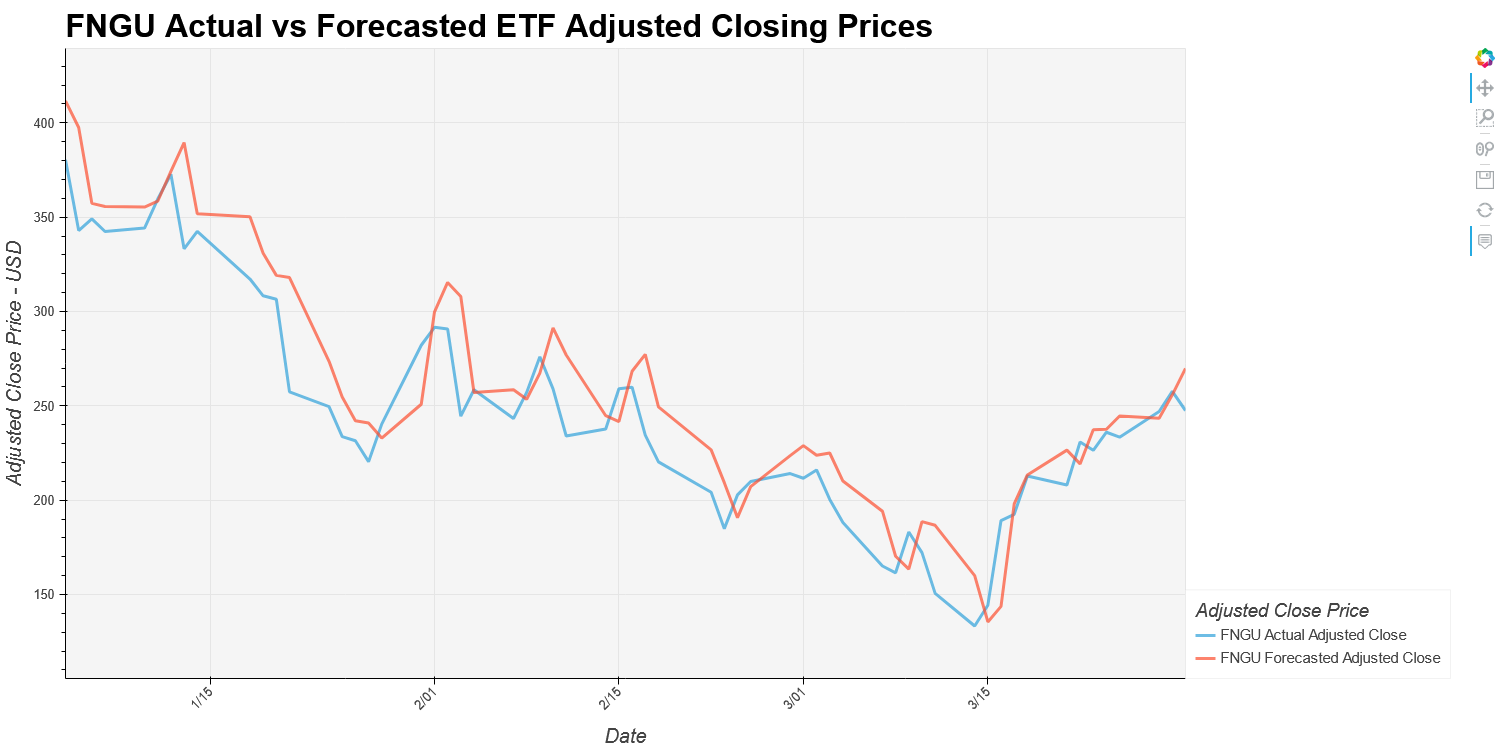 FNGU Actual vs Forecasted ETF Adjusted Closing Prices
Adjusted Close Price - USD
400
350
300
250
200
150
1/15
2/01
2/15
3/01
3/15
Date
Adjusted Close Price
FNGU Actual Adjusted Close
FNGU Forecasted Adjusted Close